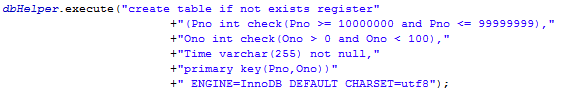 dbHelper.execute("create table if not exists register"
+"(Pno int check(Pno >= 10000000 and Pno <= 99999999),"
+"Ono int check(Ono > 0 and Ono < 100),"
+"Time varchar(255) not null,"
+"primary key(Pno,Ono))"
+" ENGINE=InnoDB DEFAULT CHARSET=utf8");